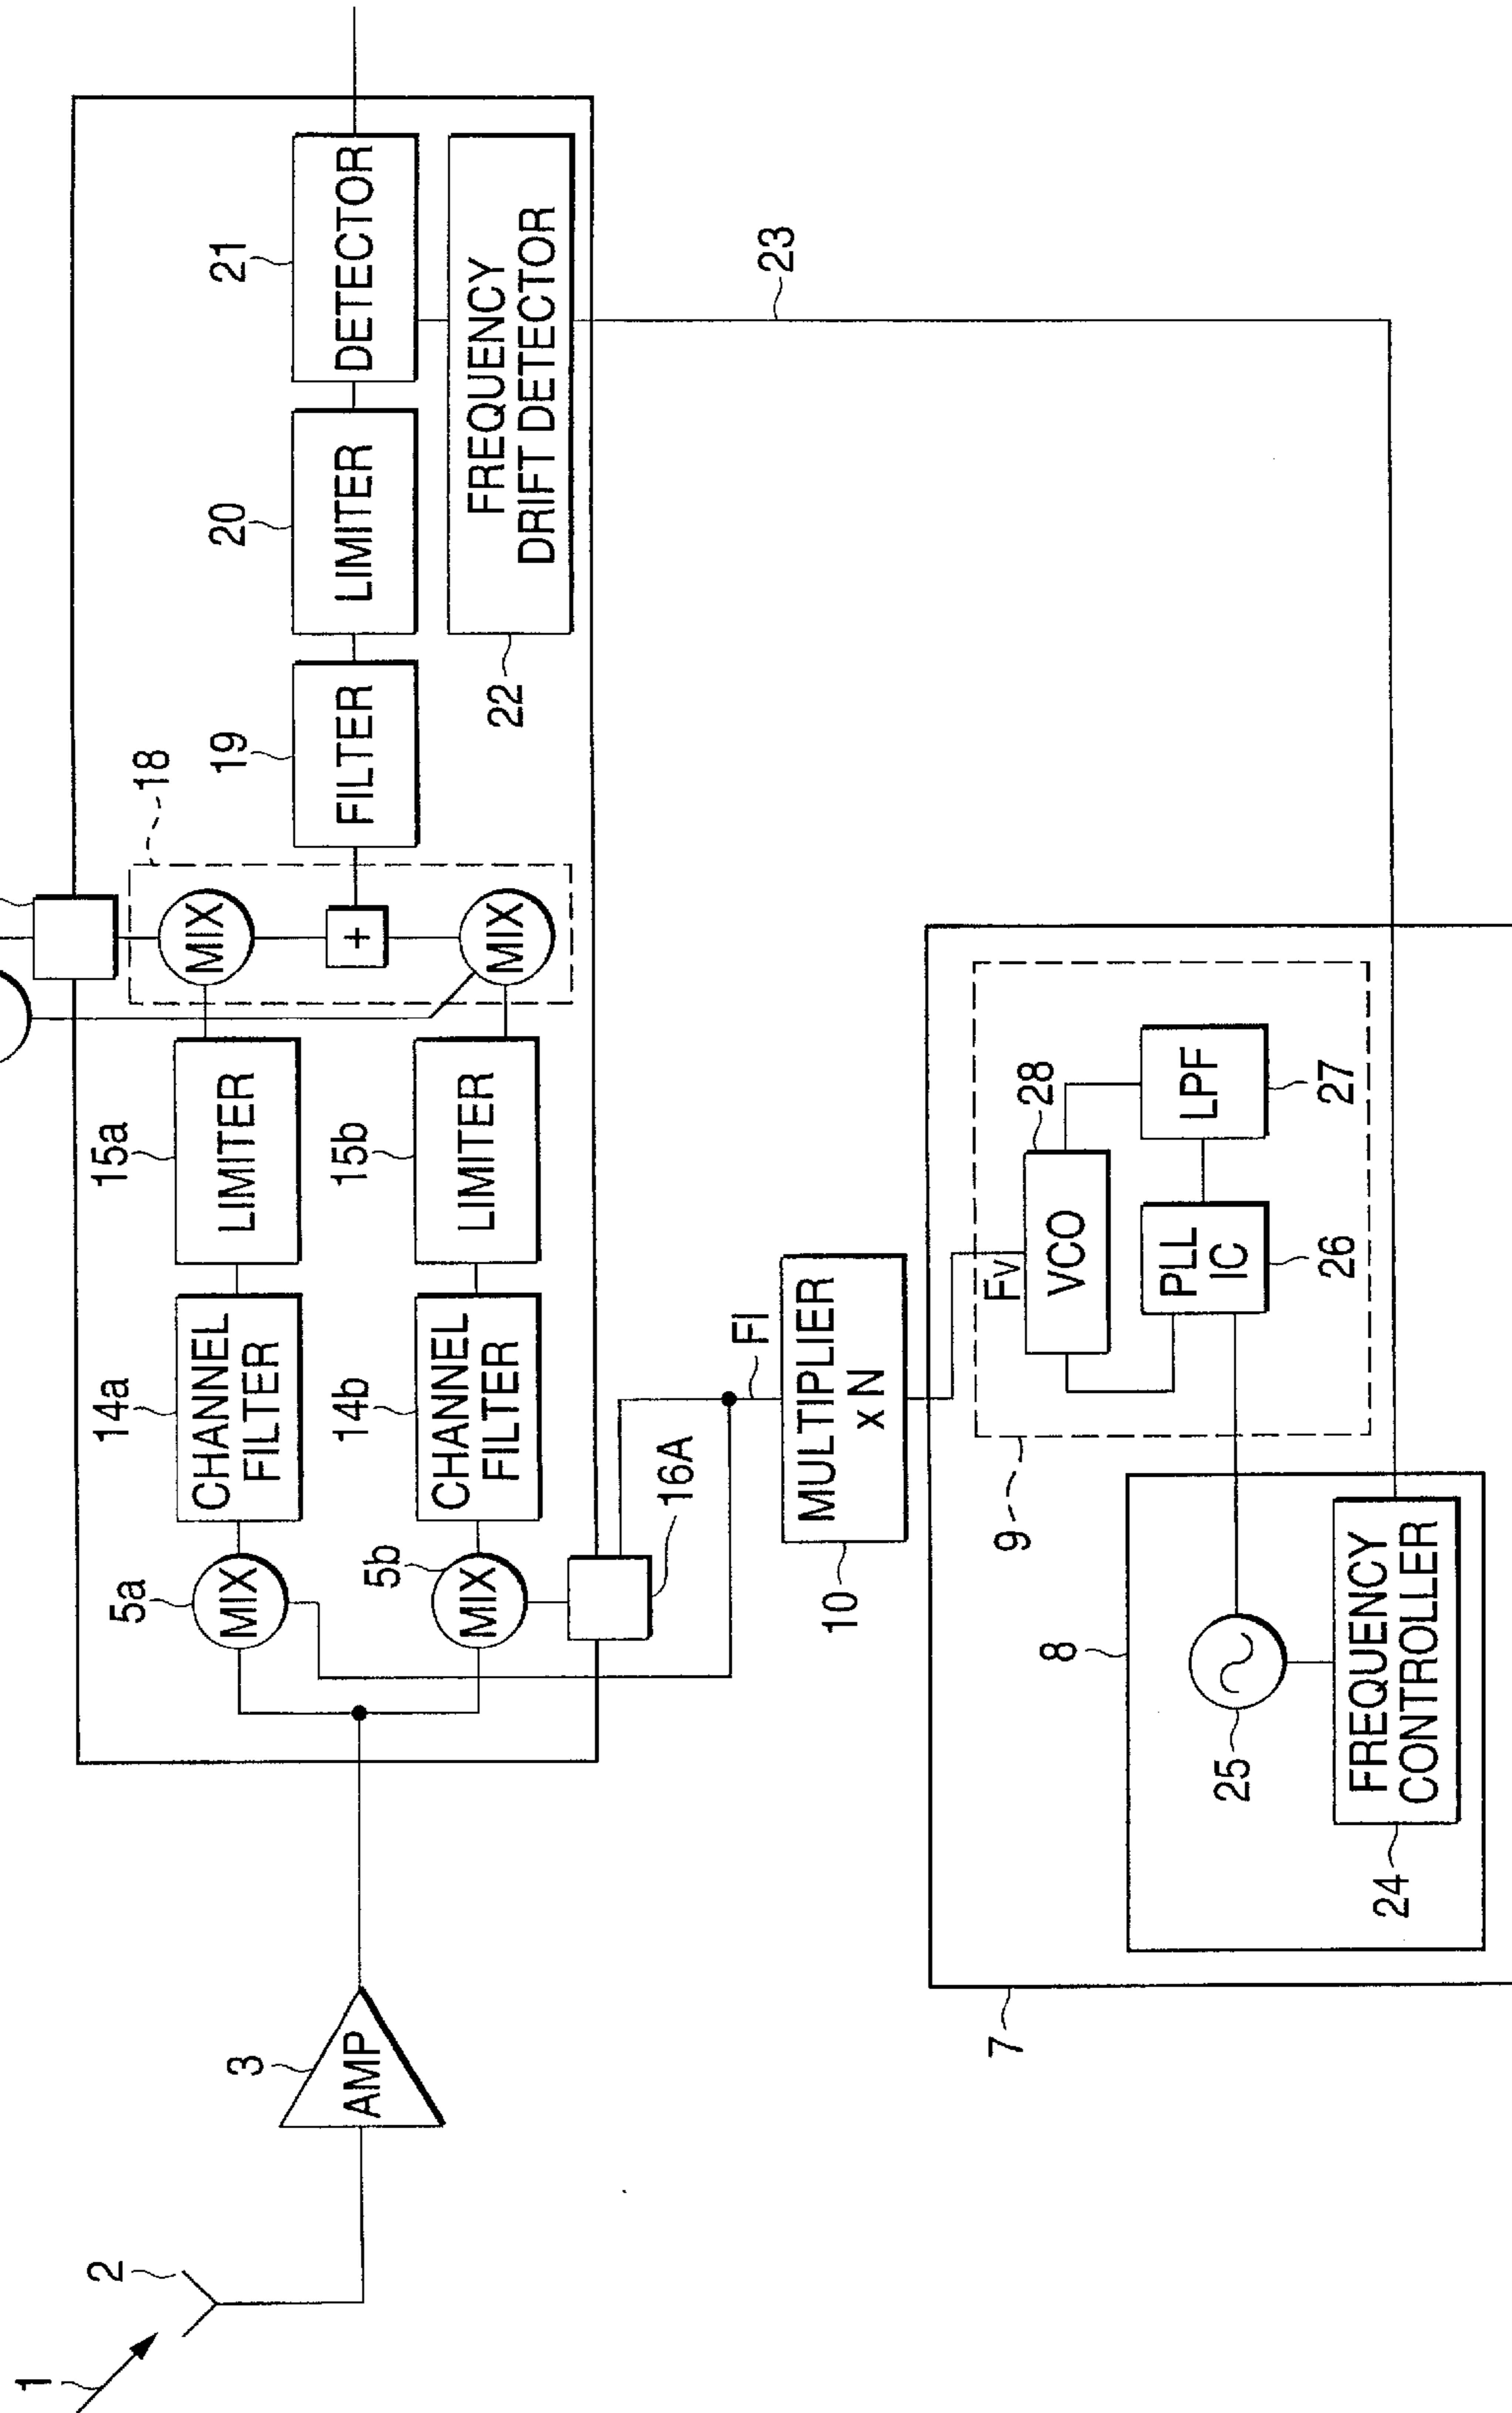 1
2
3
AMP
5a
MIX
5b
MIX
16A
14a
CHANNEL
FILTER
14b
CHANNEL
FILTER
15a
LIMITER
15b
LIMITER
18
MIX
+
MIX
19
FILTER
20
LIMITER
21
DETECTOR
22
FREQUENCY
DRIFT DETECTOR
23
FI
10
MULTIPLIER
x N
7
8
25
24
FREQUENCY
CONTROLLER
9
FV
VCO
28
PLL
IC
26
LPF
27